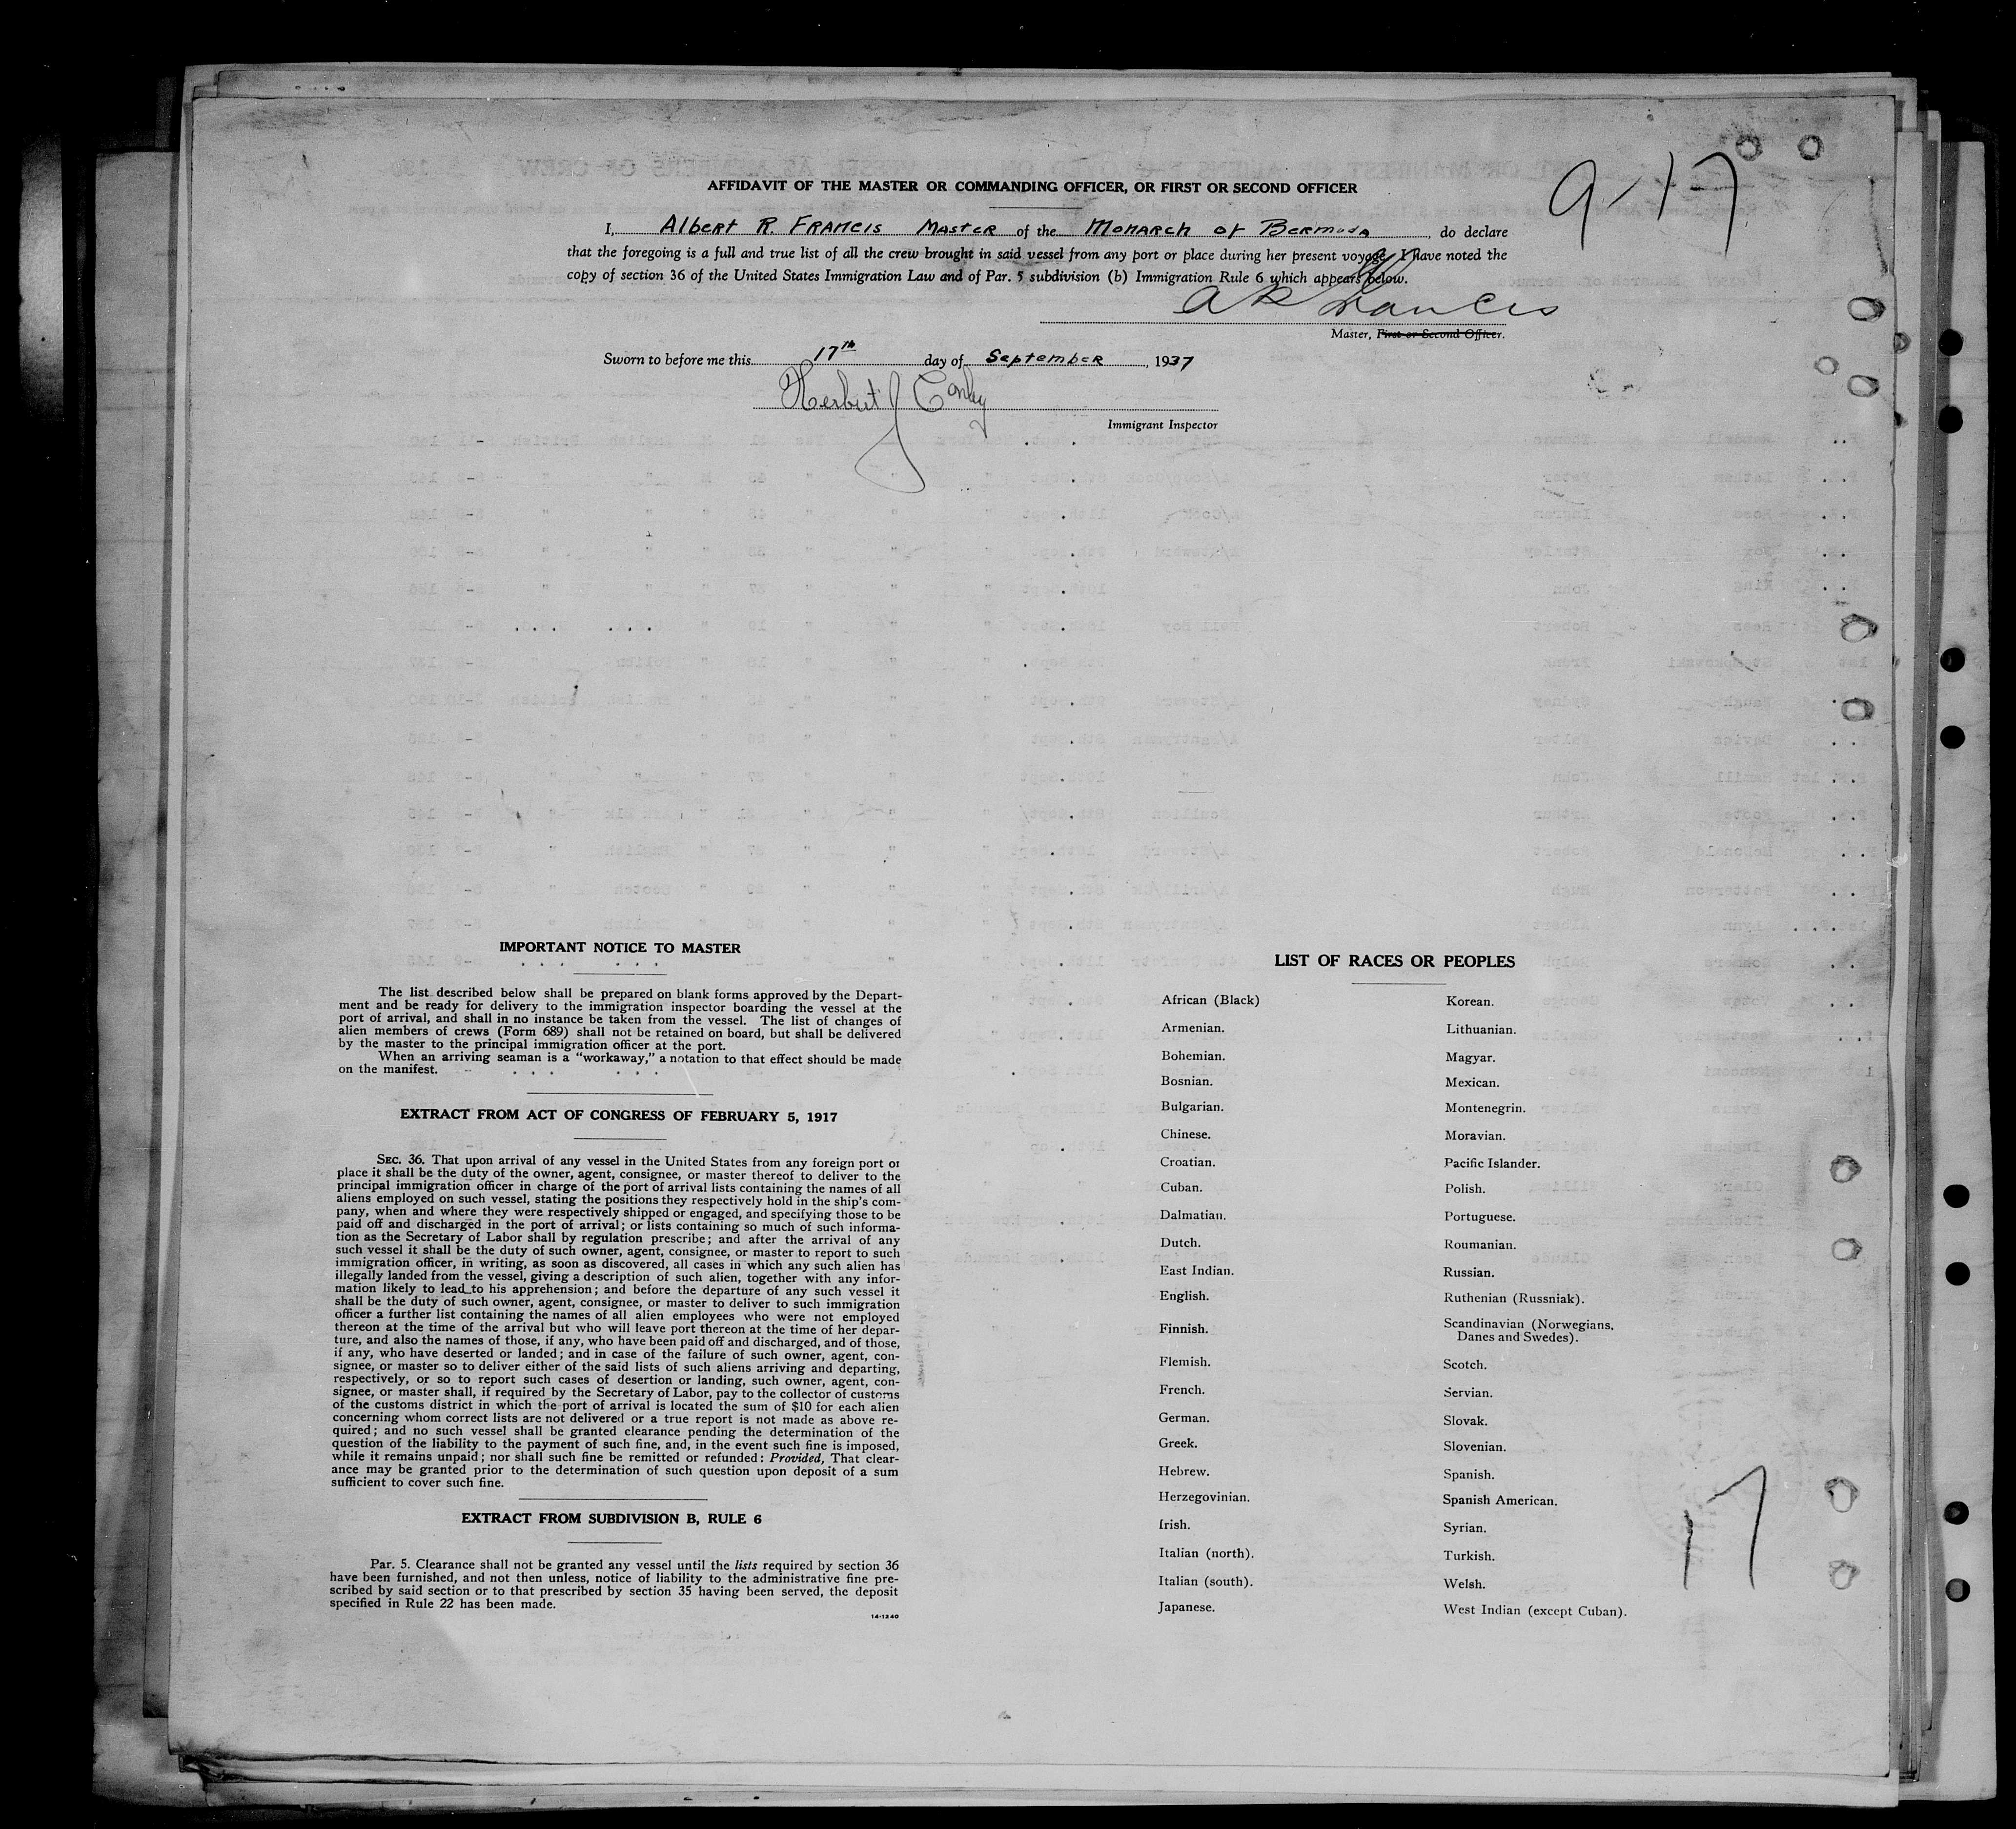 AFFIDAVIT OF THE MASTER OR COMMANDING OFFICER, OR FIRST OR SECOND OFFICER
9-17
I, Albert R. Francis Master of the Monarch of Bermuda, do declare
that the foregoing is a full and true list of all the crew brought in said vessel from any port or place during her present voyage. I have noted the
copy of section 36 of the United States Immigration Law and of Par. 5 subdivision (b) Immigration Rule 6 which appears below.
A R Francis
Master, First or Second Officer.
Sworn to before me this 17th day of September, 1937
Herbert J Conley
Immigrant Inspector
IMPORTANT NOTICE TO MASTER
. . . . . .
The list described below shall be prepared on blank forms approved by the Depart-
ment and be ready for delivery to the immigration inspector boarding the vessel at the
port of arrival, and shall in no instance be taken from the vessel. The list of changes of
alien members of crews (Form 689) shall not be retained on board, but shall be delivered
by the master to the principal immigration officer at the port.
When an arriving seaman is a "workaway," a notation to that effect should be made
on the manifest. . . . . . .
EXTRACT FROM ACT OF CONGRESS OF FEBRUARY 5, 1917
SEC. 36. That upon arrival of any vessel in the United States from any foreign port or
place it shall be the duty of the owner, agent, consignee, or master thereof to deliver to the
principal immigration officer in charge of the port of arrival lists containing the names of all
aliens employed on such vessel, stating the positions they respectively hold in the ship's com-
pany, when and where they were respectively shipped or engaged, and specifying those to be
paid off and discharged in the port of arrival; or lists containing so much of such informa-
tion as the Secretary of Labor shall by regulation prescribe; and after the arrival of any
such vessel it shall be the duty of such owner, agent, consignee, or master to report to such
immigration officer, in writing, as soon as discovered, all cases in which any such alien has
illegally landed from the vessel, giving a description of such alien, together with any infor-
mation likely to lead to his apprehension; and before the departure of any such vessel it
shall be the duty of such owner, agent, consignee, or master to deliver to such immigration
officer a further list containing the names of all alien employees who were not employed
thereon at the time of the arrival but who will leave port thereon at the time of her depar-
ture, and also the names of those, if any, who have been paid off and discharged, and of those,
if any, who have deserted or landed; and in case of the failure of such owner, agent, con-
signee, or master so to deliver either of the said lists of such aliens arriving and departing,
respectively, or so to report such cases of desertion or landing, such owner, agent, con-
signee, or master shall, if required by the Secretary of Labor, pay to the collector of customs
of the customs district in which the port of arrival is located the sum of $10 for each alien
concerning whom correct lists are not delivered or a true report is not made as above re-
quired; and no such vessel shall be granted clearance pending the determination of the
question of the liability to the payment of such fine, and, in the event such fine is imposed,
while it remains unpaid; nor shall such fine be remitted or refunded: Provided, That clear-
ance may be granted prior to the determination of such question upon deposit of a sum
sufficient to cover such fine.
EXTRACT FROM SUBDIVISION B, RULE 6
Par. 5. Clearance shall not be granted any vessel until the lists required by section 36
have been furnished, and not then unless, notice of liability to the administrative fine pre-
scribed by said section or to that prescribed by section 35 having been served, the deposit
specified in Rule 22 has been made.
14-1240
LIST OF RACES OR PEOPLES
African (Black)
Armenian.
Bohemian.
Bosnian.
Bulgarian.
Chinese.
Croatian.
Cuban.
Dalmatian.
Dutch.
East Indian.
English.
Finnish.
Flemish.
French.
German.
Greek.
Hebrew.
Herzegovinian.
Irish.
Italian (north).
Italian (south).
Japanese.
Korean.
Lithuanian.
Magyar.
Mexican.
Montenegrin.
Moravian.
Pacific Islander.
Polish.
Portuguese.
Roumanian.
Russian.
Ruthenian (Russniak).
Scandinavian (Norwegians,
Danes and Swedes).
Scotch.
Servian.
Slovak.
Slovenian.
Spanish.
Spanish American.
Syrian.
Turkish.
Welsh.
West Indian (except Cuban).
17